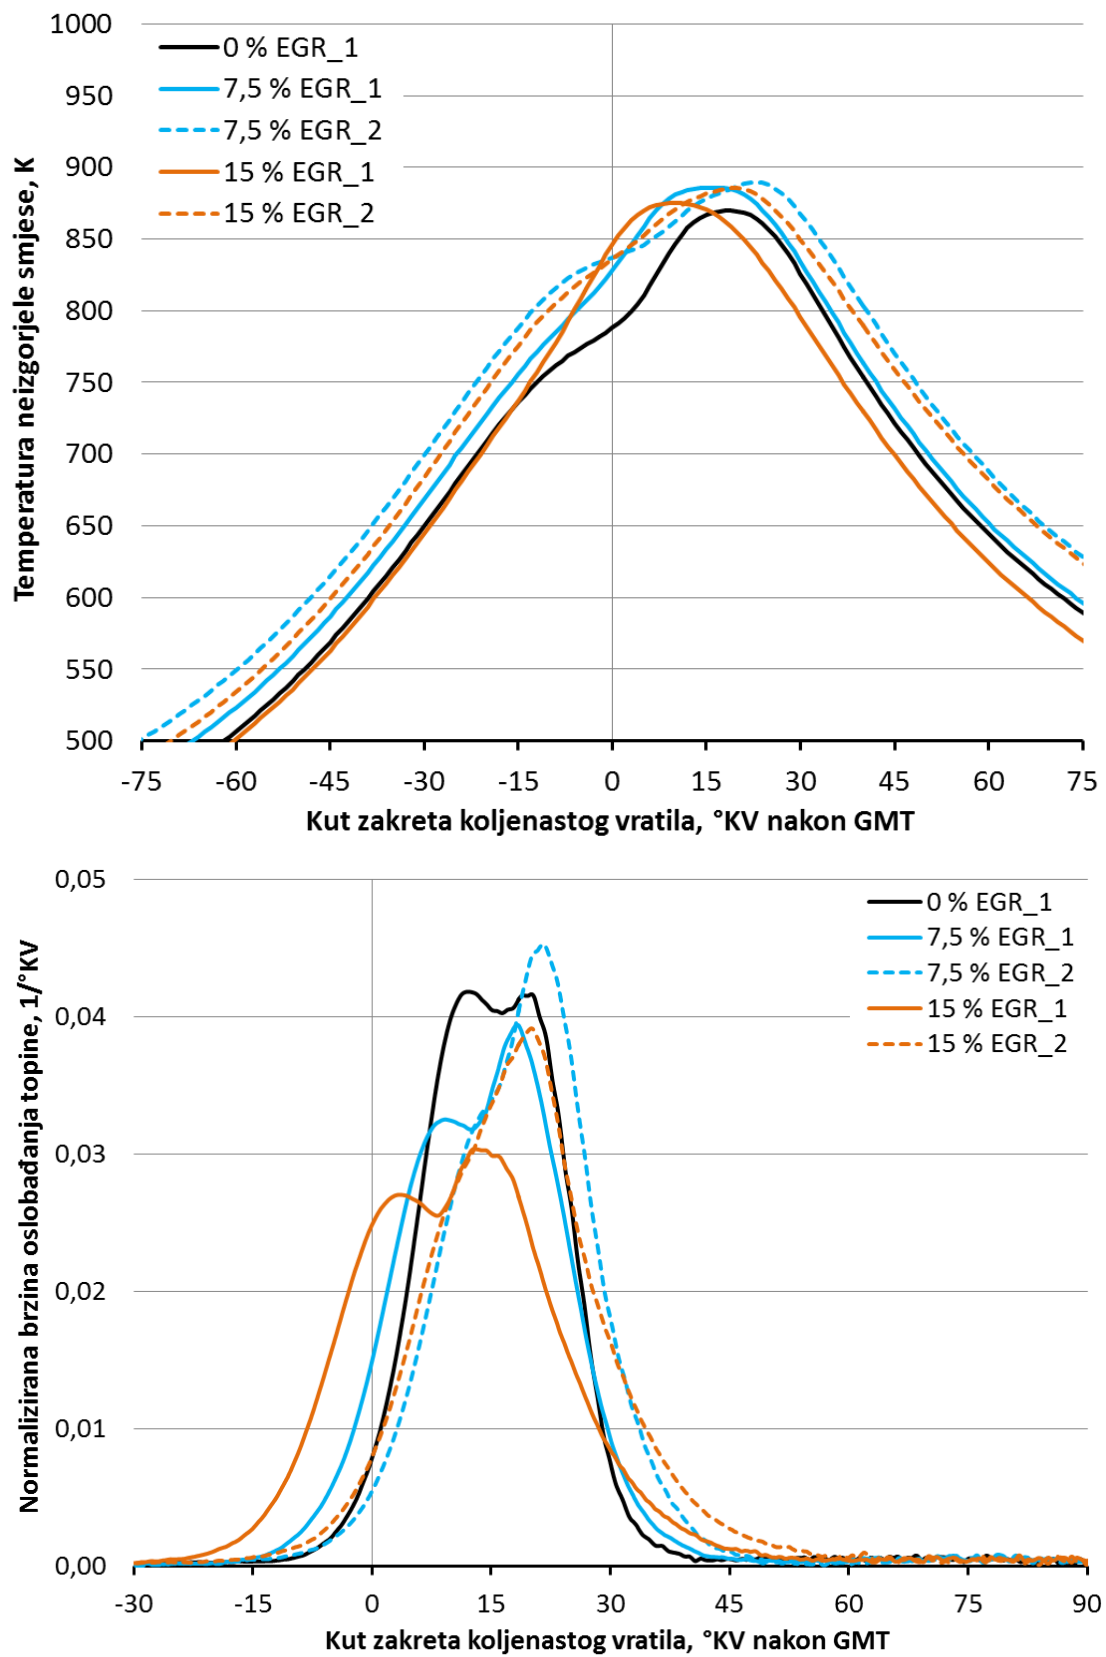 1000
950
900
850
800
750
700
650
600
550
500
Temperatura neizgorjele smjese, K
0 % EGR_1
7,5 % EGR_1
7,5 % EGR_2
15 % EGR_1
15 % EGR_2
-75 -60 -45 -30 -15 0 15 30 45 60 75
Kut zakreta koljenastog vratila, °KV nakon GMT
0,05
0,04
0,03
0,02
0,01
0,00
Normalizirana brzina oslobađanja topine, 1/°KV
0 % EGR_1
7,5 % EGR_1
7,5 % EGR_2
15 % EGR_1
15 % EGR_2
-30 -15 0 15 30 45 60 75 90
Kut zakreta koljenastog vratila, °KV nakon GMT